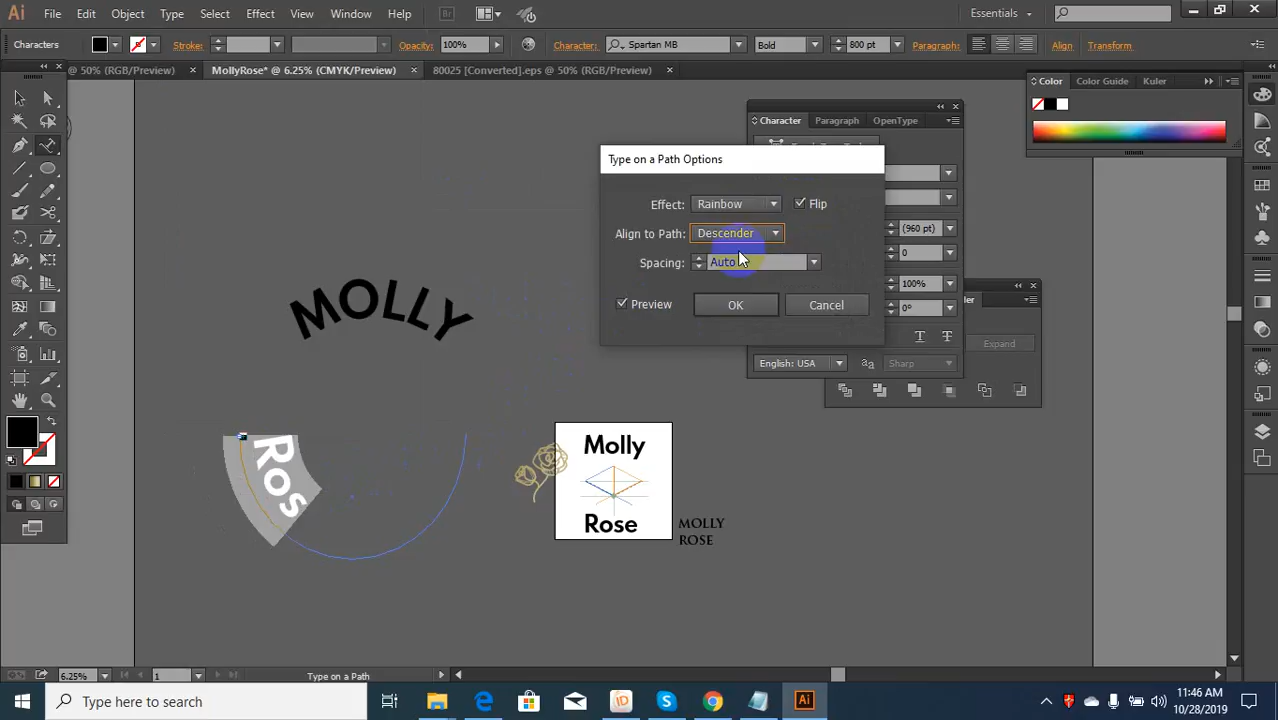 Ai File Edit Object Type Select Effect View Window Help Br Essentials
Characters Stroke: Opacity: 100% Character: Spartan MB Bold 800 pt Paragraph: Align Transform
@ 50% (RGB/Preview) × MollyRose* @ 6.25% (CMYK/Preview) × 80025 [Converted].eps @ 50% (RGB/Preview) ×
Color Color Guide Kuler
Character Paragraph OpenType
Type on a Path Options
Effect: Rainbow Flip
Align to Path: Descender
Spacing: Auto
Preview OK Cancel
(960 pt)
0
100%
0°
T T
English: USA aa Sharp
Expand
MOLLY
Ros
Molly
Rose
MOLLY
ROSE
6.25% 1 Type on a Path
Type here to search
iD
S
Ai
11:46 AM
10/28/2019